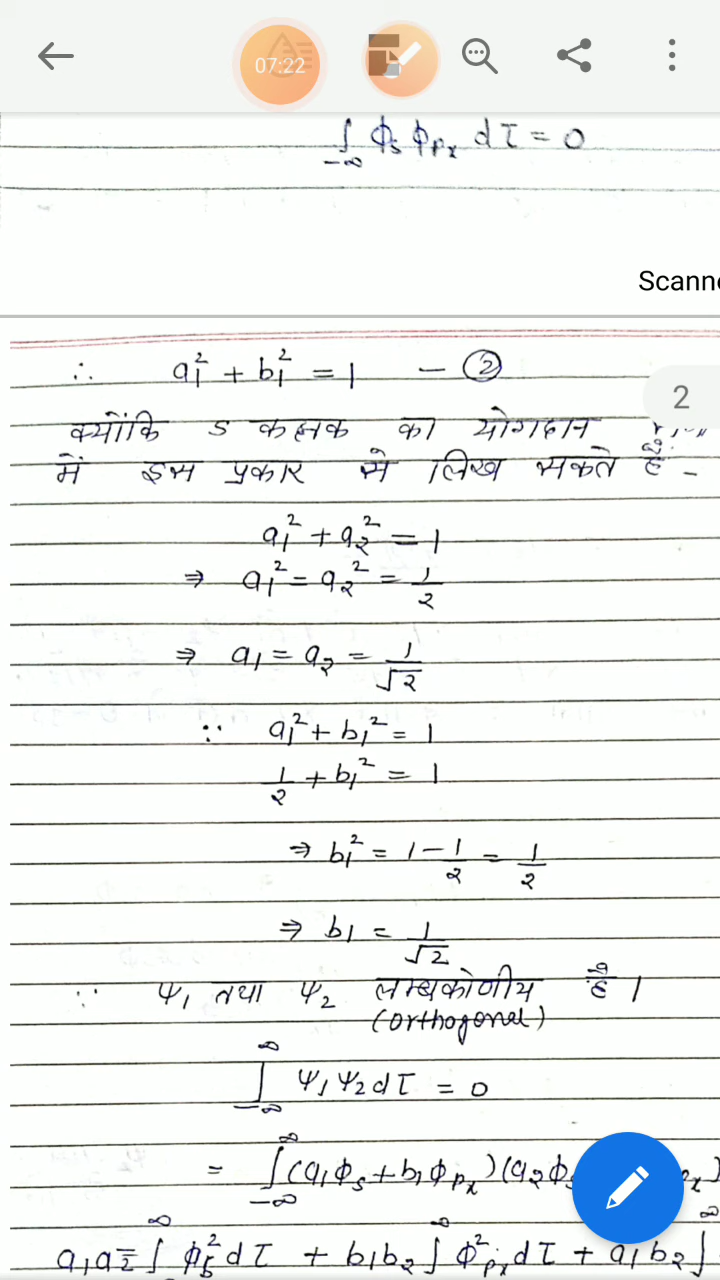 07:22
∫₋∞ ϕs ϕpx dτ = 0
Scann
∴ a₁² + b₁² = 1 — ②
2
क्योंकि s कक्षक का योगदान
में इस प्रकार से लिख सकते हैं -
a₁² + a₂² = 1
⇒ a₁² = a₂² = 1/2
⇒ a₁ = a₂ = 1/√2
∵ a₁² + b₁² = 1
1/2 + b₁² = 1
⇒ b₁² = 1 - 1/2 = 1/2
⇒ b₁ = 1/√2
∵ Ψ₁ तथा Ψ₂ लम्बकोणीय है।
(orthogonal)
∫₋∞^∞ Ψ₁ Ψ₂ dτ = 0
= ∫₋∞^∞ (a₁ϕs + b₁ϕpx) (a₂ϕs
a₁a₂ = ∫^∞ ϕs² dτ + b₁b₂ ∫^∞ ϕ²px dτ + a₁b₂ ∫^∞